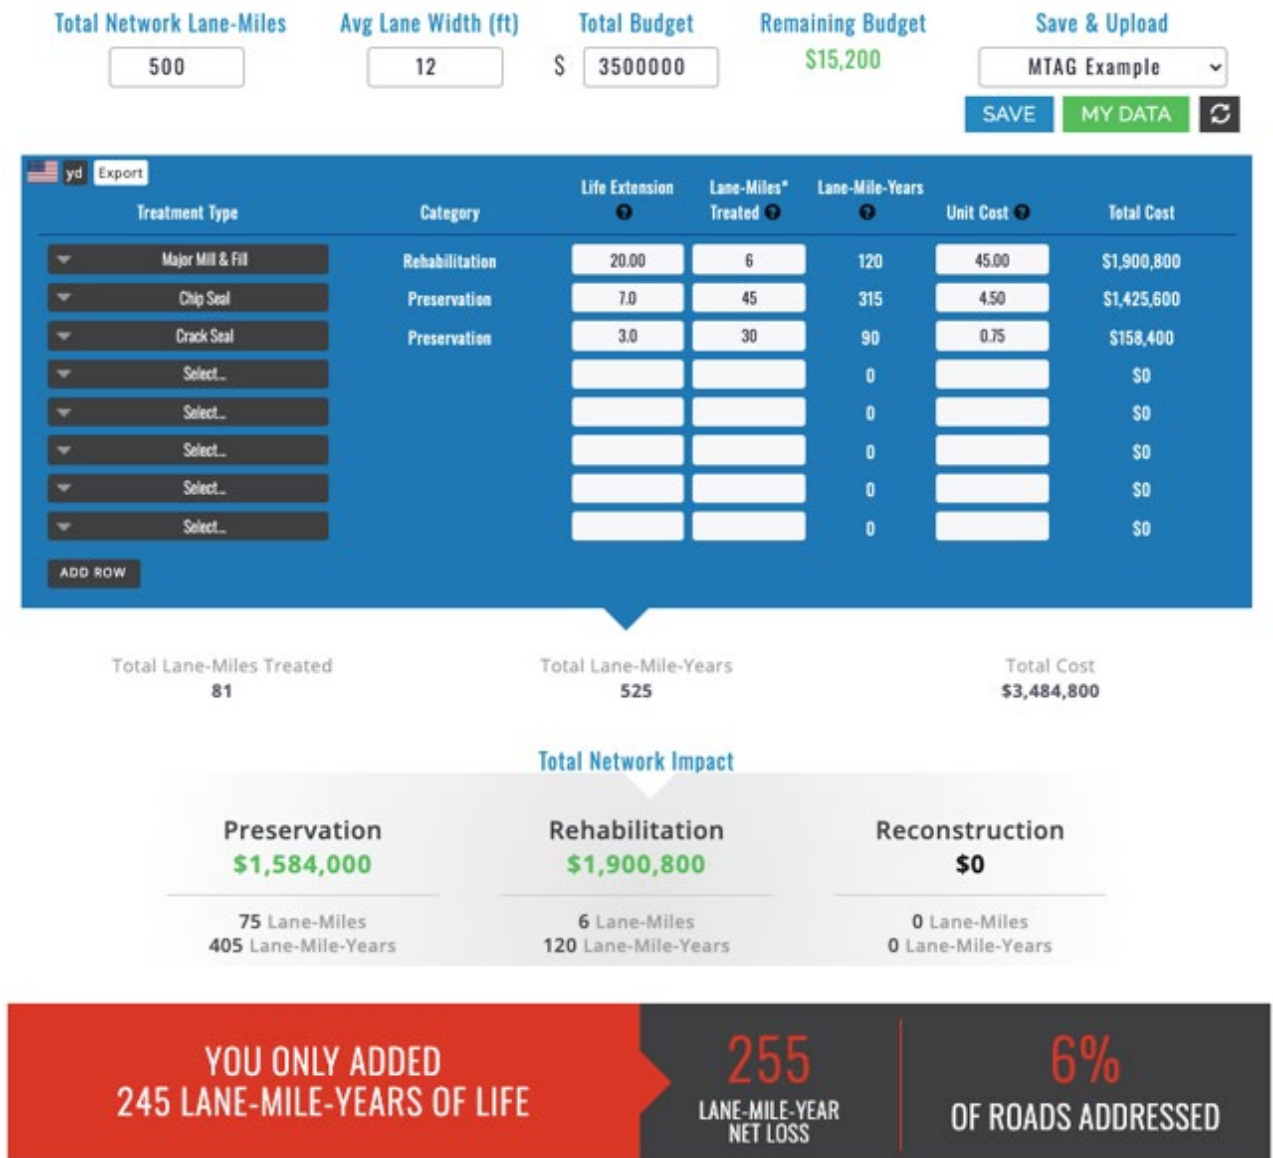 Total Network Lane-Miles Avg Lane Width (ft) Total Budget Remaining Budget Save & Upload
500 12 $ 3500000 $15,200 MTAG Example
SAVE MY DATA
yd Export
Treatment Type Category Life Extension ? Lane-Miles* Treated ? Lane-Mile-Years ? Unit Cost ? Total Cost
Major Mill & Fill Rehabilitation 20.00 6 120 45.00 $1,900,800
Chip Seal Preservation 7.0 45 315 4.50 $1,425,600
Crack Seal Preservation 3.0 30 90 0.75 $158,400
Select... 0 $0
Select... 0 $0
Select... 0 $0
Select... 0 $0
Select... 0 $0
ADD ROW
Total Lane-Miles Treated Total Lane-Mile-Years Total Cost
81 525 $3,484,800
Total Network Impact
Preservation Rehabilitation Reconstruction
$1,584,000 $1,900,800 $0
75 Lane-Miles 6 Lane-Miles 0 Lane-Miles
405 Lane-Mile-Years 120 Lane-Mile-Years 0 Lane-Mile-Years
YOU ONLY ADDED
245 LANE-MILE-YEARS OF LIFE
255
LANE-MILE-YEAR
NET LOSS
6%
OF ROADS ADDRESSED